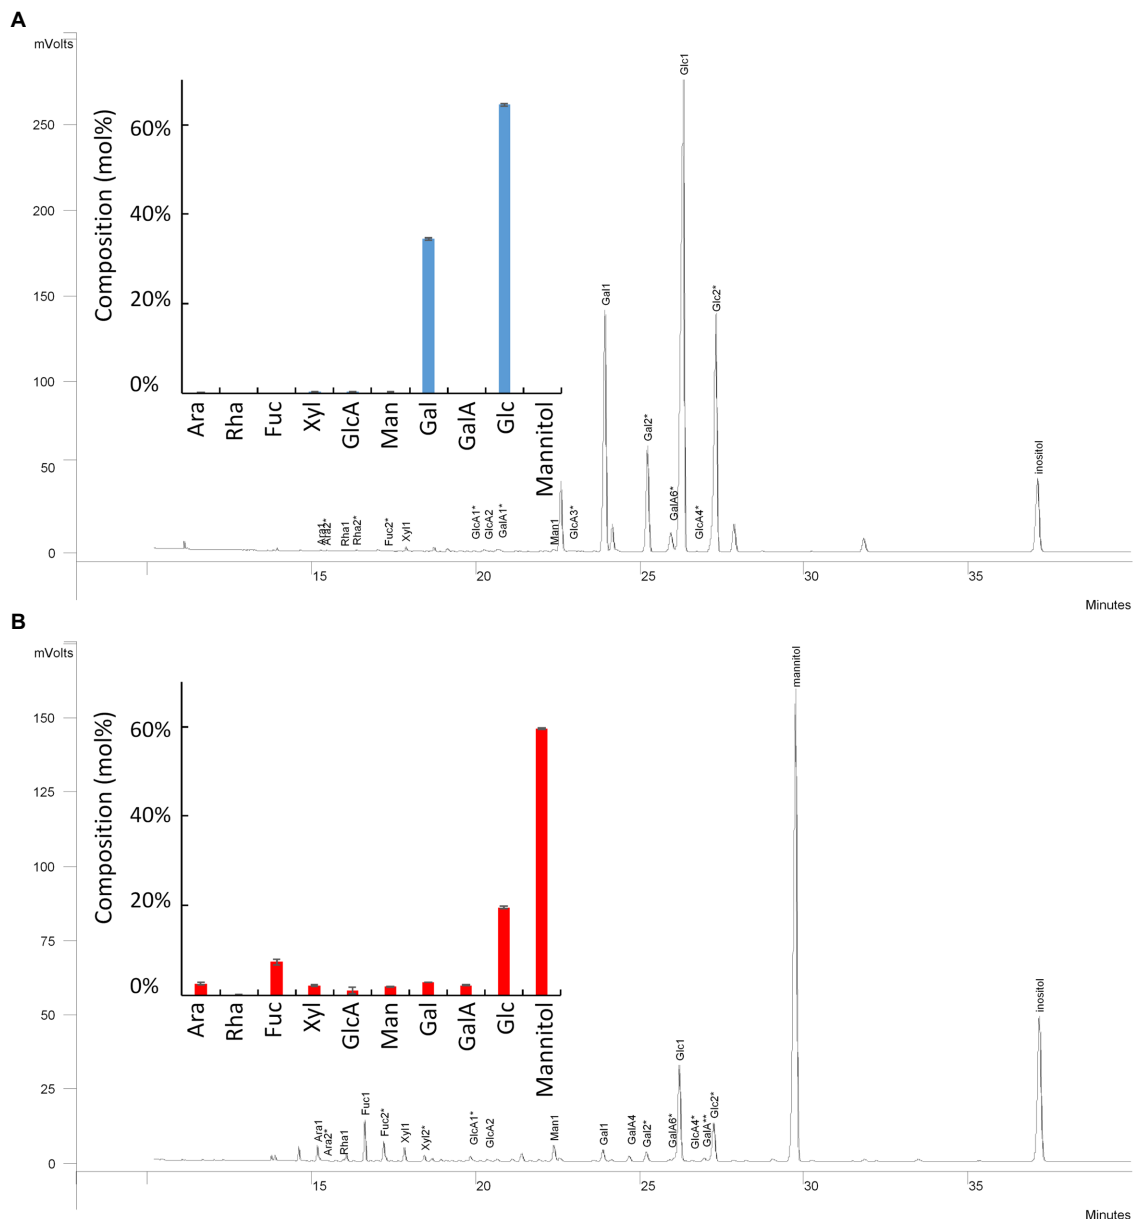 A
mVolts
250
200
150
100
50
0
Composition (mol%)
60%
40%
20%
0%
Ara
Rha
Fuc
Xyl
GlcA
Man
Gal
GalA
Glc
Mannitol
Ara1
Ara2*
Rha1
Rha2*
Fuc2*
Xyl1
GlcA1*
GlcA2
GalA1*
Man1
GlcA3*
Gal1
Gal2*
GalA6*
Glc1
GlcA4*
Glc2*
inositol
15
20
25
30
35
Minutes
B
mVolts
150
125
100
75
50
25
0
Composition (mol%)
60%
40%
20%
0%
Ara
Rha
Fuc
Xyl
GlcA
Man
Gal
GalA
Glc
Mannitol
Ara1
Ara2*
Rha1
Fuc1
Fuc2*
Xyl1
Xyl2*
GlcA1*
GlcA2
Man1
Gal1
GalA4
Gal2*
GalA6*
Glc1
GlcA4*
GalA**
Glc2*
mannitol
inositol
15
20
25
30
35
Minutes